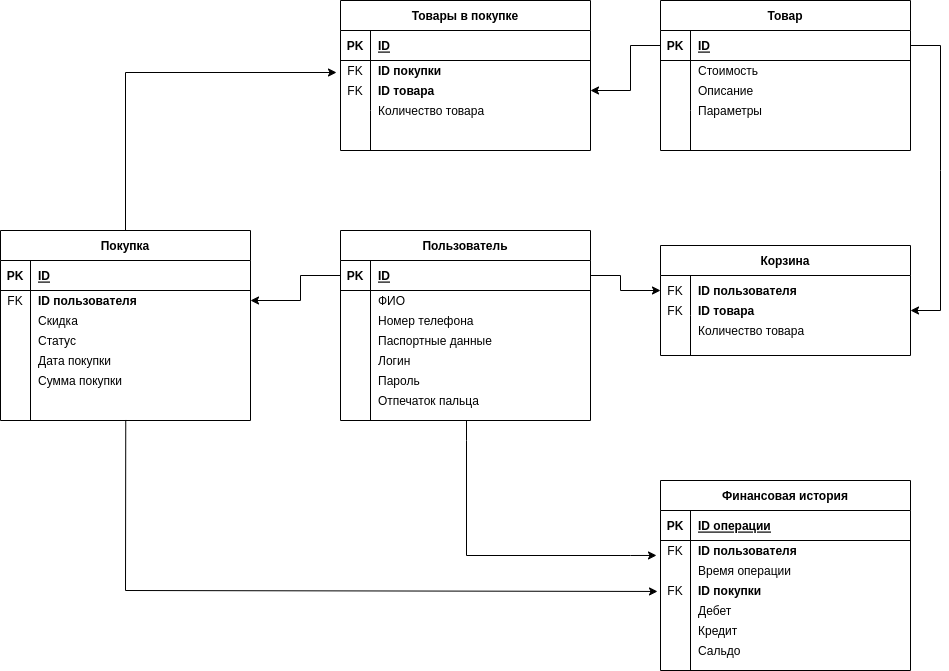 Товары в покупке
PK ID
FK ID покупки
FK ID товара
Количество товара
Товар
PK ID
Стоимость
Описание
Параметры
Покупка
PK ID
FK ID пользователя
Скидка
Статус
Дата покупки
Сумма покупки
Пользователь
PK ID
ФИО
Номер телефона
Паспортные данные
Логин
Пароль
Отпечаток пальца
Корзина
FK ID пользователя
FK ID товара
Количество товара
Финансовая история
PK ID операции
FK ID пользователя
Время операции
FK ID покупки
Дебет
Кредит
Сальдо